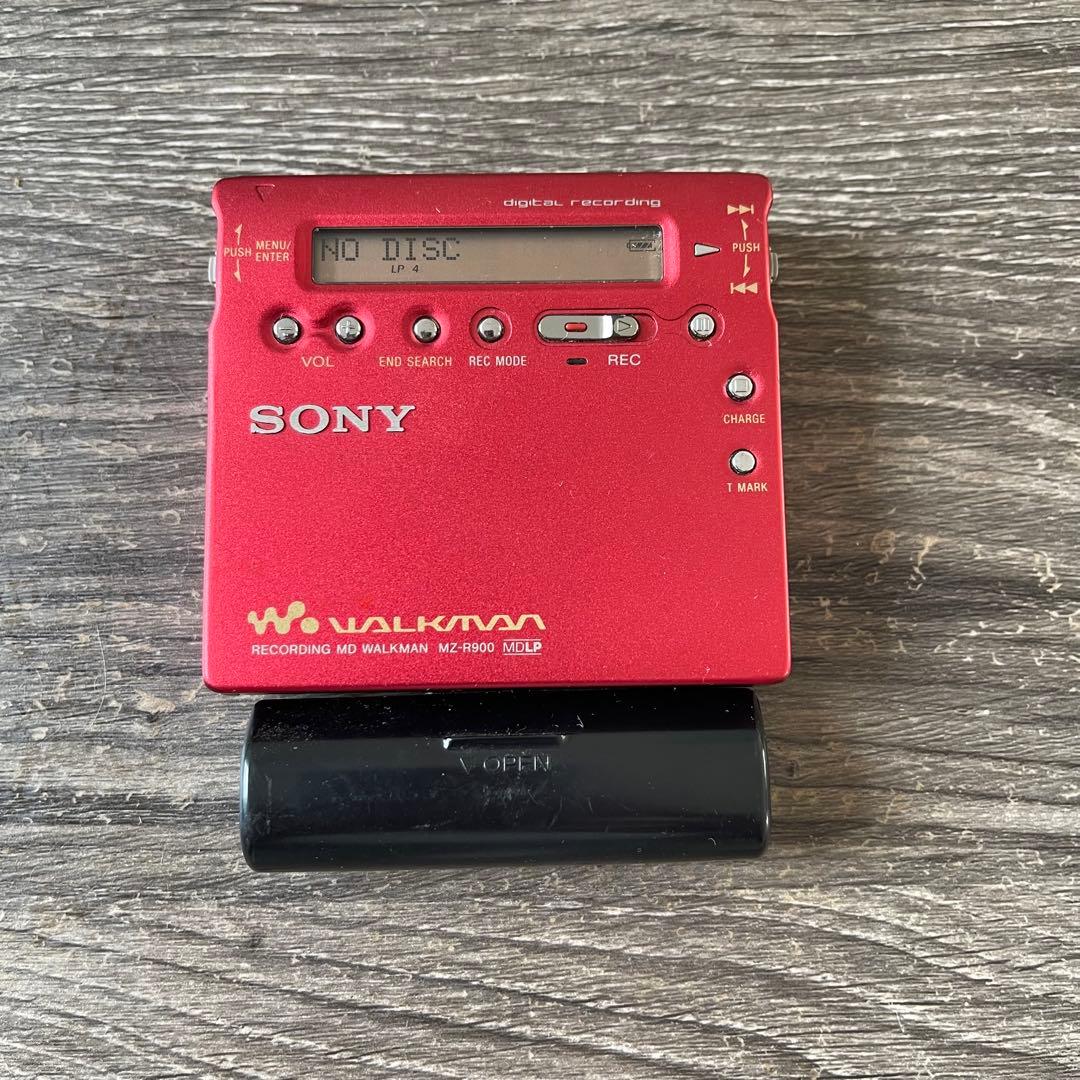 digital recording
PUSH MENU/
ENTER
NO DISC
LP 4
PUSH
VOL
END SEARCH
REC MODE
REC
CHARGE
T MARK
SONY
WALKMAN
RECORDING MD WALKMAN MZ-R900 MDLP
OPEN